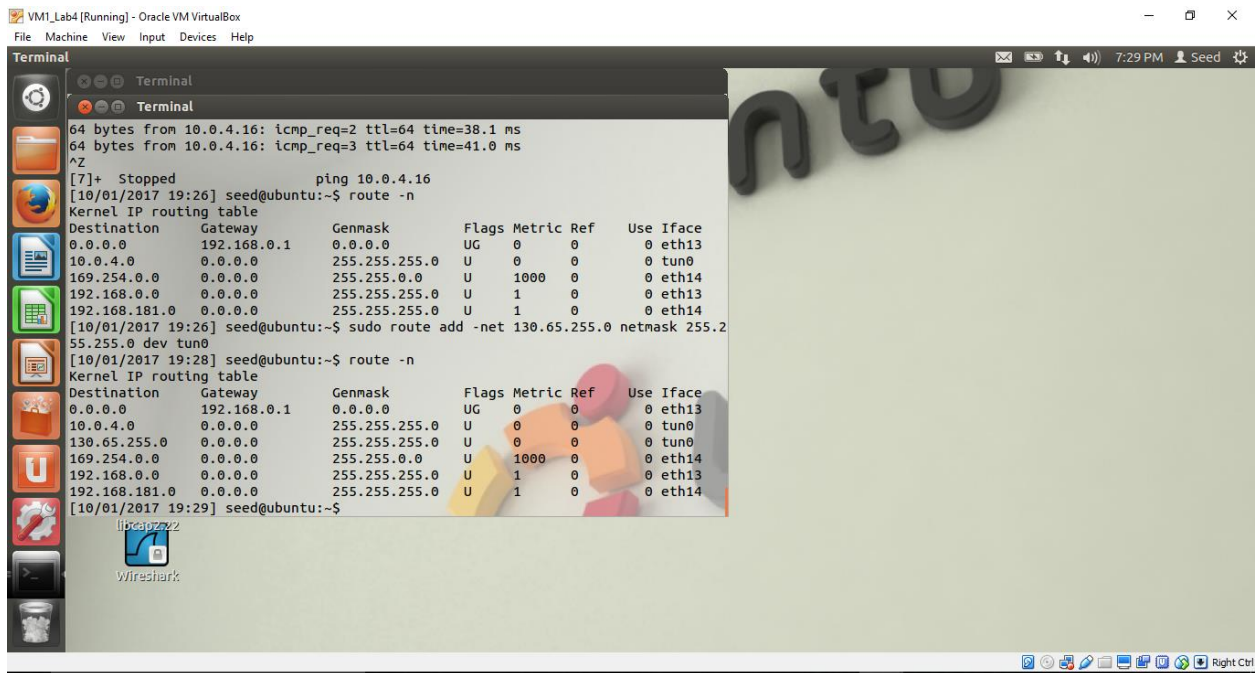 VM1_Lab4 [Running] - Oracle VM VirtualBox
File Machine View Input Devices Help
Terminal 7:29 PM Seed
Terminal
Terminal
64 bytes from 10.0.4.16: icmp_req=2 ttl=64 time=38.1 ms
64 bytes from 10.0.4.16: icmp_req=3 ttl=64 time=41.0 ms
^Z
[7]+ Stopped ping 10.0.4.16
[10/01/2017 19:26] seed@ubuntu:~$ route -n
Kernel IP routing table
Destination Gateway Genmask Flags Metric Ref Use Iface
0.0.0.0 192.168.0.1 0.0.0.0 UG 0 0 0 eth13
10.0.4.0 0.0.0.0 255.255.255.0 U 0 0 0 tun0
169.254.0.0 0.0.0.0 255.255.0.0 U 1000 0 0 eth14
192.168.0.0 0.0.0.0 255.255.255.0 U 1 0 0 eth13
192.168.181.0 0.0.0.0 255.255.255.0 U 1 0 0 eth14
[10/01/2017 19:26] seed@ubuntu:~$ sudo route add -net 130.65.255.0 netmask 255.2
55.255.0 dev tun0
[10/01/2017 19:28] seed@ubuntu:~$ route -n
Kernel IP routing table
Destination Gateway Genmask Flags Metric Ref Use Iface
0.0.0.0 192.168.0.1 0.0.0.0 UG 0 0 0 eth13
10.0.4.0 0.0.0.0 255.255.255.0 U 0 0 0 tun0
130.65.255.0 0.0.0.0 255.255.255.0 U 0 0 0 tun0
169.254.0.0 0.0.0.0 255.255.0.0 U 1000 0 0 eth14
192.168.0.0 0.0.0.0 255.255.255.0 U 1 0 0 eth13
192.168.181.0 0.0.0.0 255.255.255.0 U 1 0 0 eth14
[10/01/2017 19:29] seed@ubuntu:~$
Wireshark
Right Ctrl